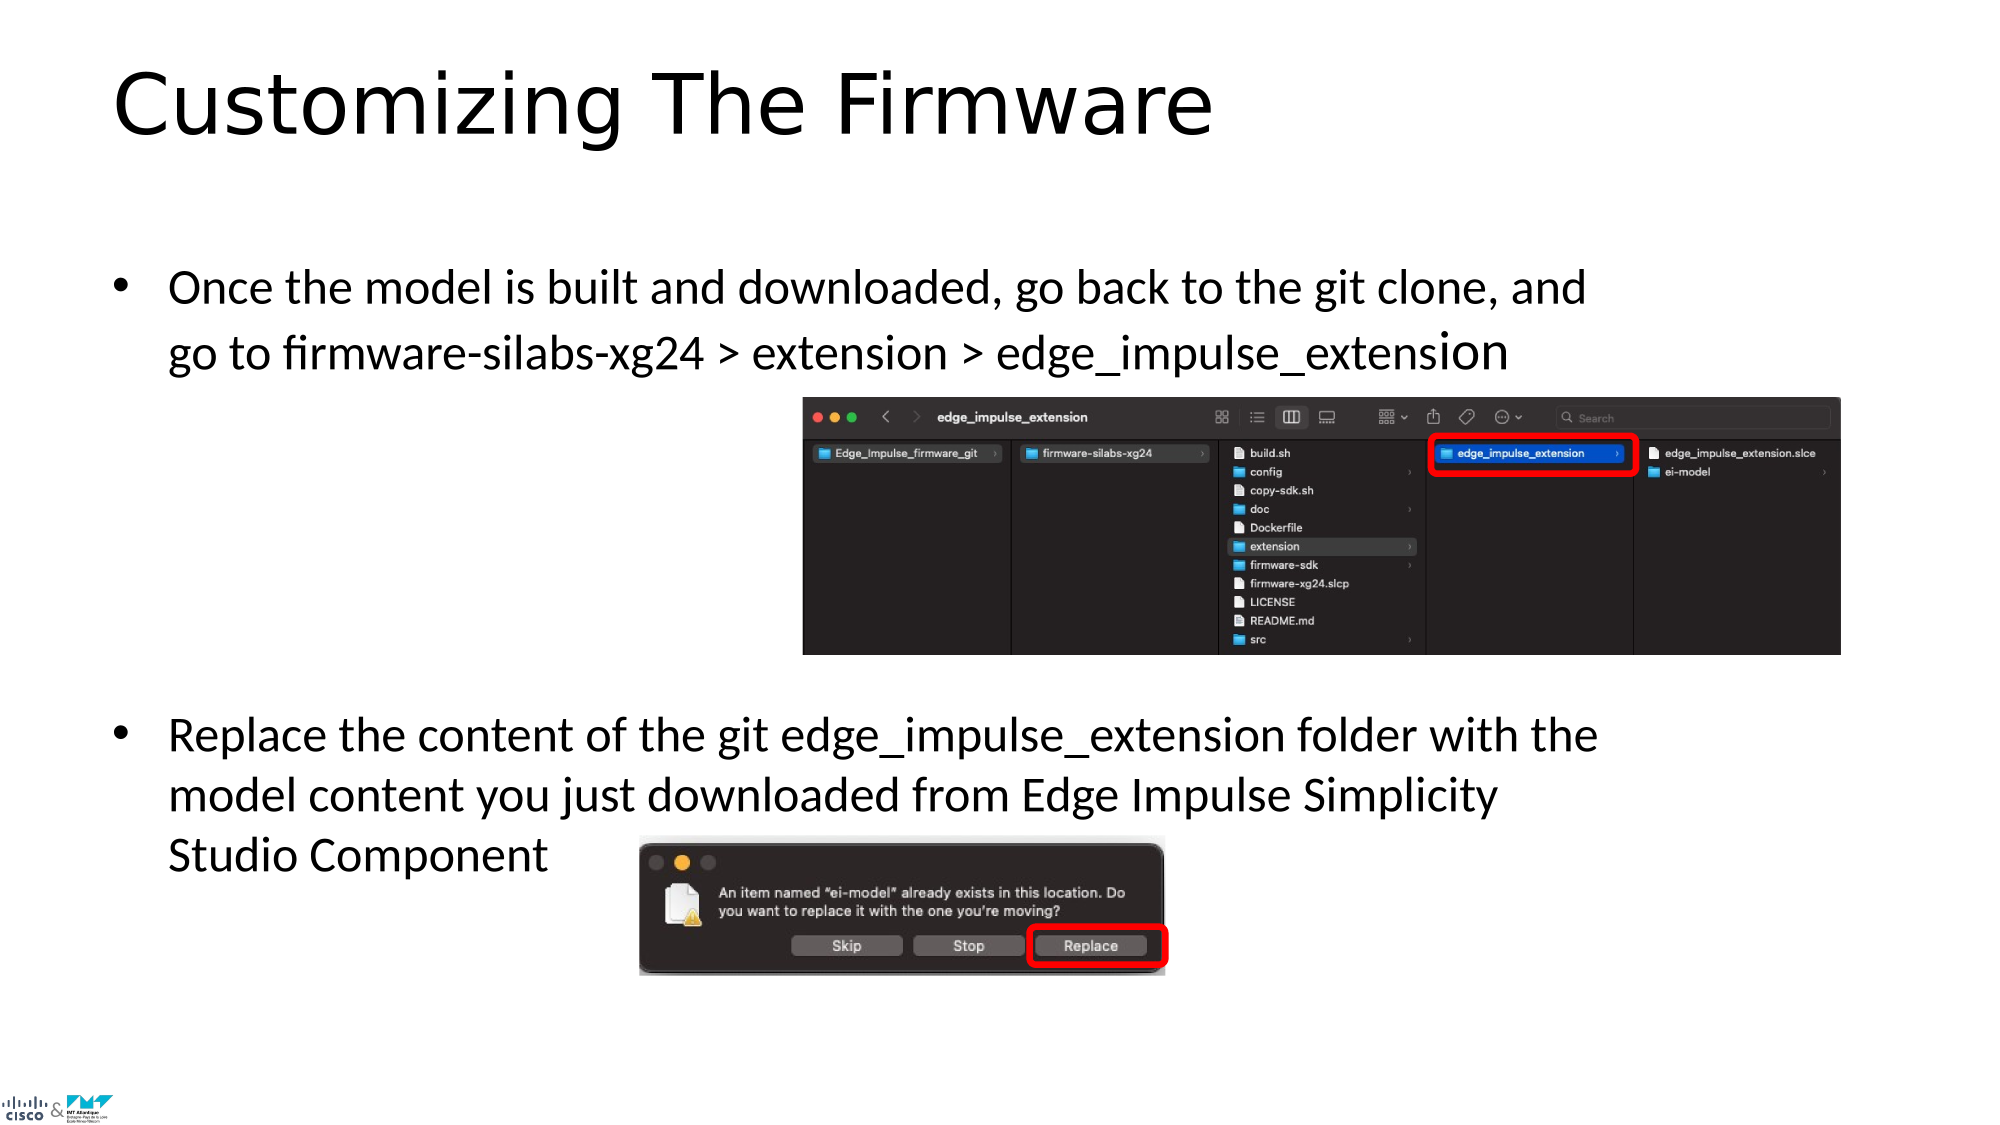 Customizing The Firmware
• Once the model is built and downloaded, go back to the git clone, and
go to firmware-silabs-xg24 > extension > edge_impulse_extension
edge_impulse_extension
Search
Edge_Impulse_firmware_git
firmware-silabs-xg24
build.sh
config
copy-sdk.sh
doc
Dockerfile
extension
firmware-sdk
firmware-xg24.slcp
LICENSE
README.md
src
edge_impulse_extension
edge_impulse_extension.slce
ei-model
• Replace the content of the git edge_impulse_extension folder with the
model content you just downloaded from Edge Impulse Simplicity
Studio Component
An item named “ei-model” already exists in this location. Do
you want to replace it with the one you’re moving?
Skip Stop Replace
cisco & IMT Atlantique